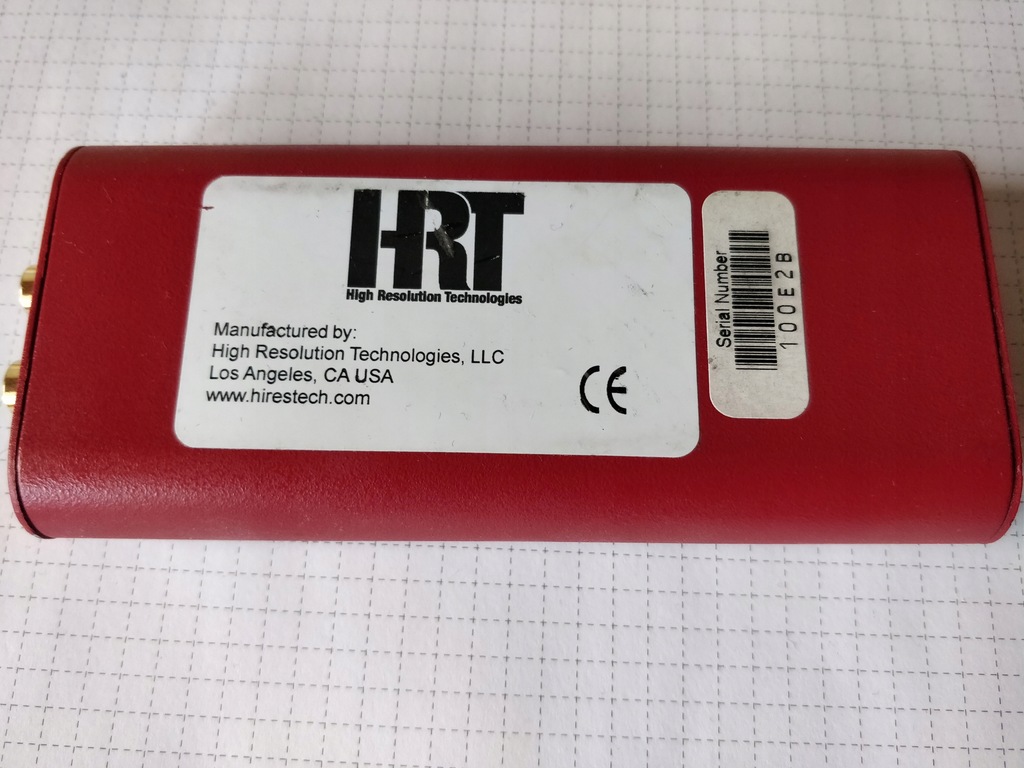 HRT
High Resolution Technologies
Manufactured by:
High Resolution Technologies, LLC
Los Angeles, CA USA
www.hirestech.com
CE
Serial Number
100E2B